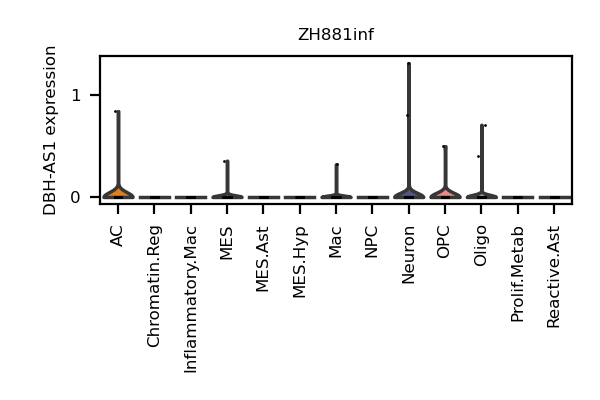 ZH881inf
DBH-AS1 expression
1
0
AC
Chromatin.Reg
Inflammatory.Mac
MES
MES.Ast
MES.Hyp
Mac
NPC
Neuron
OPC
Oligo
Prolif.Metab
Reactive.Ast